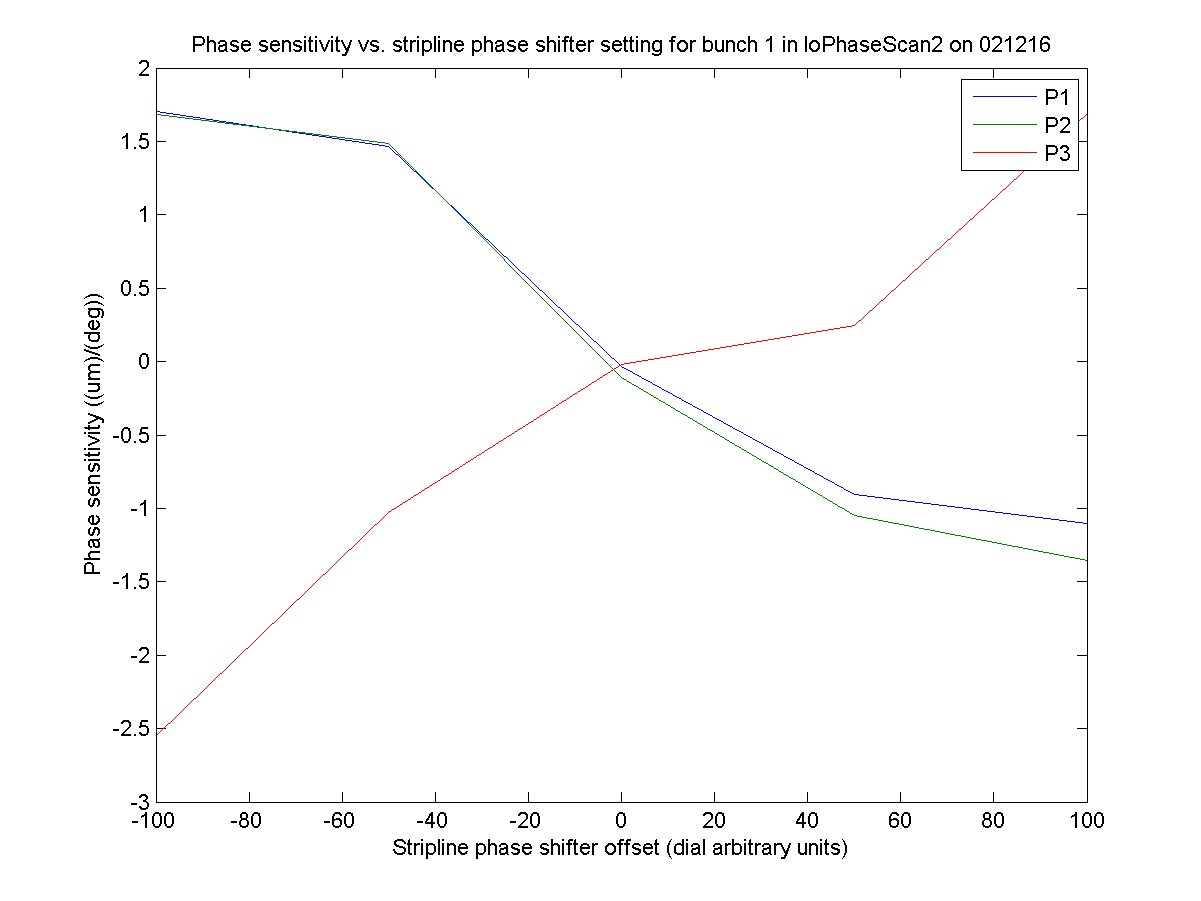 Phase sensitivity vs. stripline phase shifter setting for bunch 1 in loPhaseScan2 on 021216
P1
P2
P3
2
1.5
1
0.5
0
-0.5
-1
-1.5
-2
-2.5
-3
Phase sensitivity ((um)/(deg))
-100 -80 -60 -40 -20 0 20 40 60 80 100
Stripline phase shifter offset (dial arbitrary units)